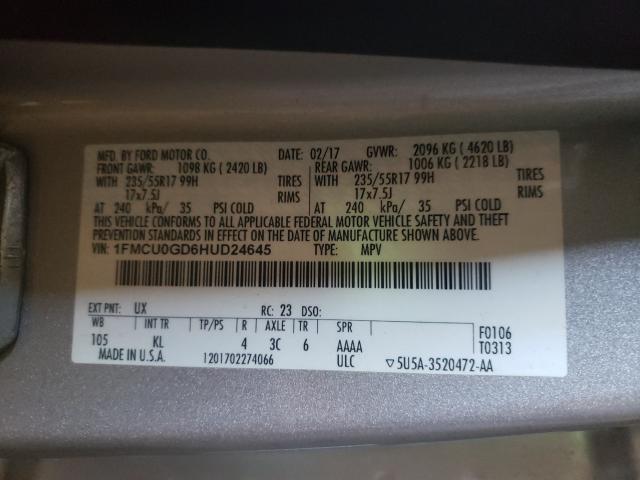 MFD. BY FORD MOTOR CO. DATE: 02/17 GVWR: 2096 KG ( 4620 LB)
FRONT GAWR: 1098 KG ( 2420 LB) REAR GAWR: 1006 KG ( 2218 LB)
WITH 235/55R17 99H TIRES WITH 235/55R17 99H TIRES
17x7.5J RIMS 17x7.5J RIMS
AT 240 kPa/ 35 PSI COLD AT 240 kPa/ 35 PSI COLD
THIS VEHICLE CONFORMS TO ALL APPLICABLE FEDERAL MOTOR VEHICLE SAFETY AND THEFT
PREVENTION STANDARDS IN EFFECT ON THE DATE OF MANUFACTURE SHOWN ABOVE.
VIN: 1FMCU0GD6HUD24645 TYPE: MPV
EXT PNT: UX RC: 23 DSO:
WB INT TR TP/PS R AXLE TR SPR F0106
105 KL 4 3C 6 AAAA T0313
MADE IN U.S.A. 1201702274066 ULC ▽5U5A-3520472-AA